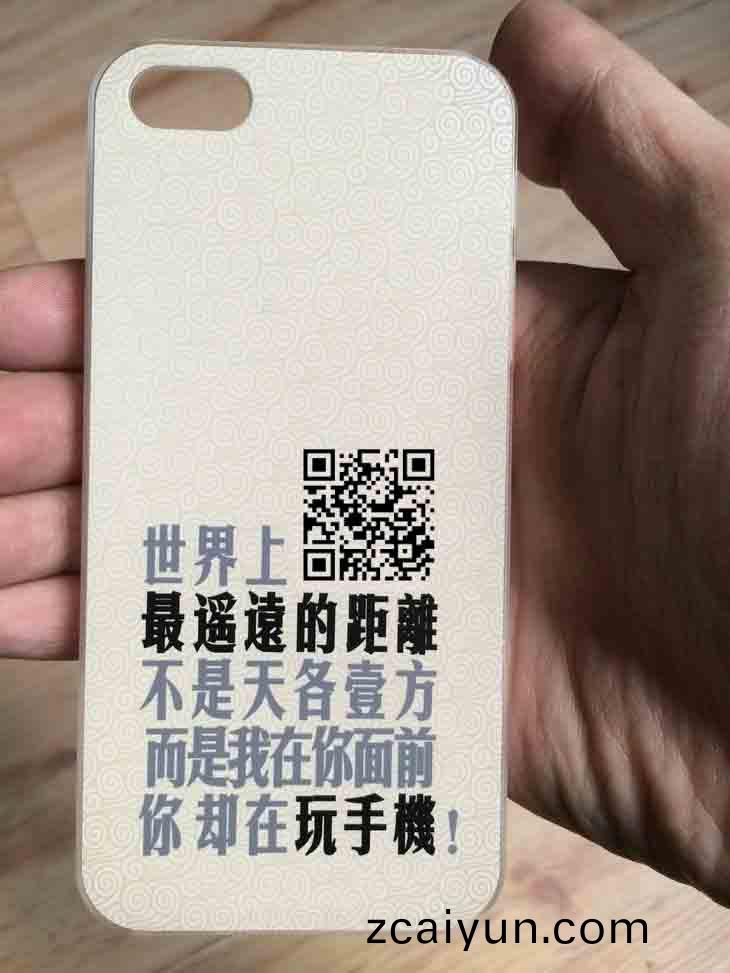 世界上
最遥遠的距離
不是天各壹方
而是我在你面前
你却在玩手機!
zcaiyun.com